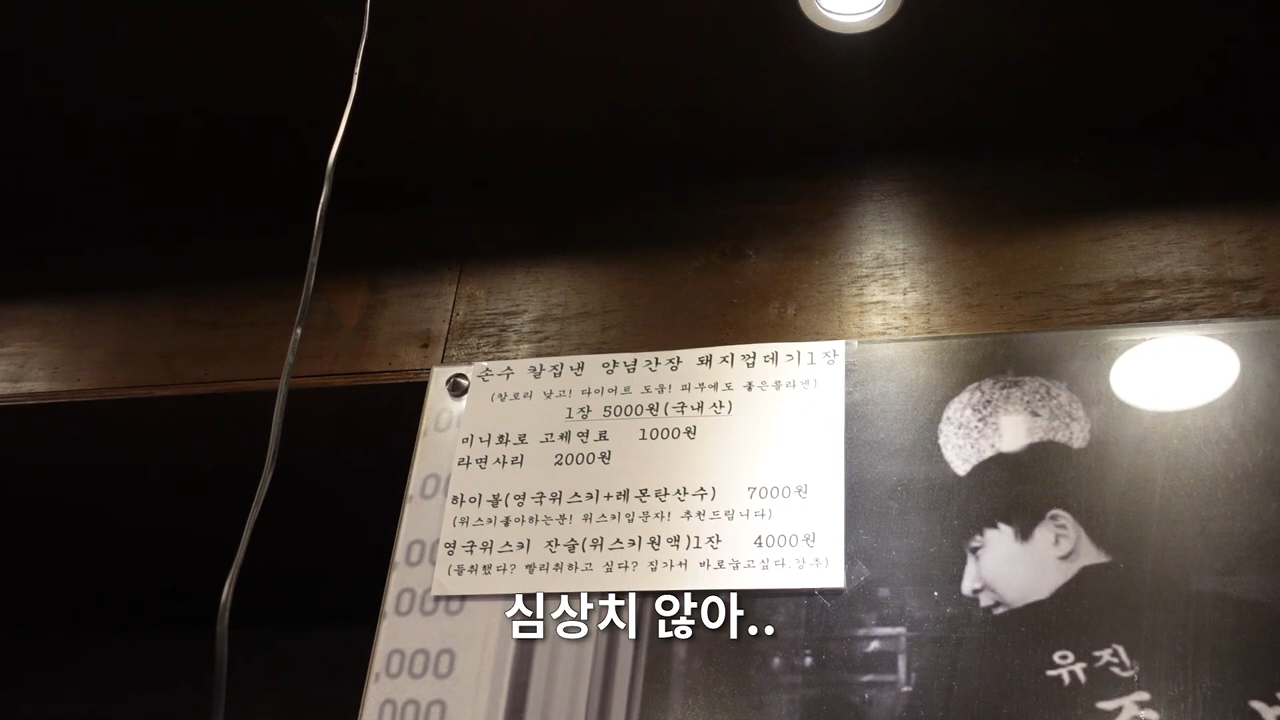 손수 칼집낸 양념간장 돼지껍데기1장
(칼로리 낮고! 다이어트 도움! 피부에도 좋은콜라겐)
1장 5000원(국내산)
미니화로 고체연료 1000원
라면사리 2000원
하이볼(영국위스키+레몬탄산수) 7000원
(위스키좋아하는분! 위스키입문자! 추천드립니다)
영국위스키 잔술(위스키원액)1잔 4000원
(들취했다? 빨리취하고 싶다? 집가서 바로눕고싶다.강추)
심상치 않아..
,000
유진